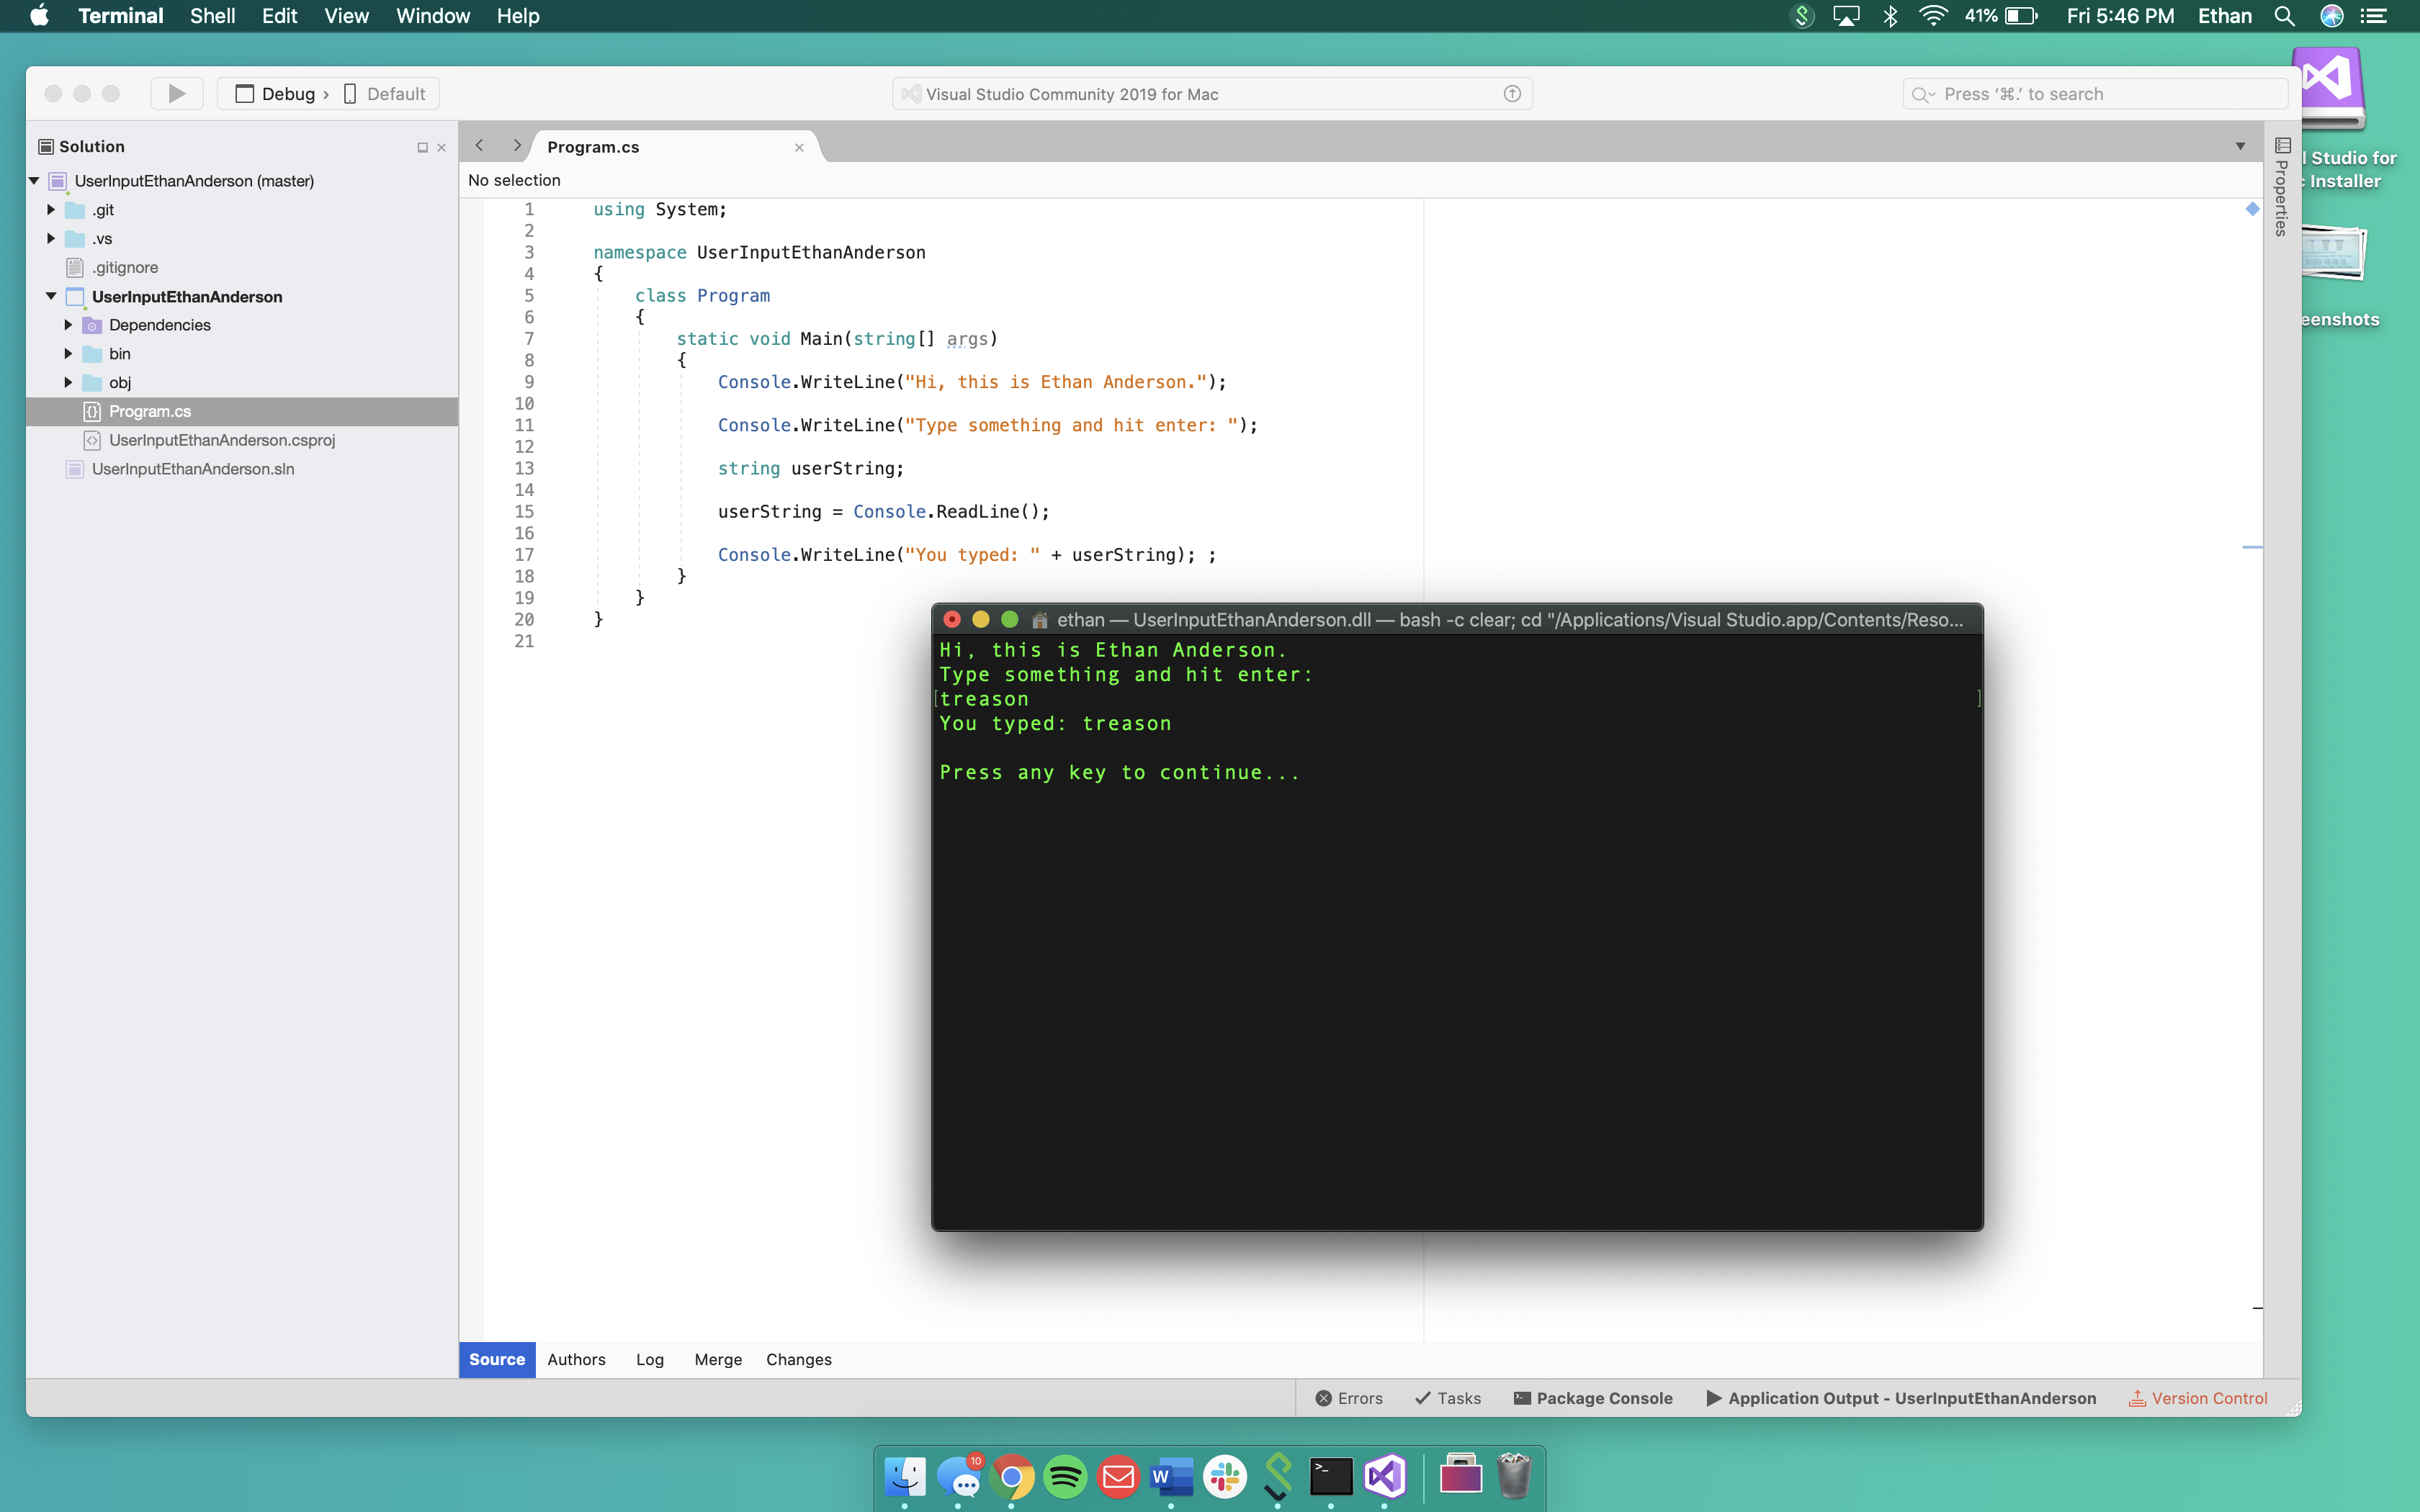 Terminal Shell Edit View Window Help 41% Fri 5:46 PM Ethan
Debug › Default Visual Studio Community 2019 for Mac Press ‘⌘.’ to search
Solution
UserInputEthanAnderson (master)
.git
.vs
.gitignore
UserInputEthanAnderson
Dependencies
bin
obj
Program.cs
UserInputEthanAnderson.csproj
UserInputEthanAnderson.sln
Program.cs
No selection
1 using System;
2
3 namespace UserInputEthanAnderson
4 {
5 class Program
6 {
7 static void Main(string[] args)
8 {
9 Console.WriteLine("Hi, this is Ethan Anderson.");
10
11 Console.WriteLine("Type something and hit enter: ");
12
13 string userString;
14
15 userString = Console.ReadLine();
16
17 Console.WriteLine("You typed: " + userString); ;
18 }
19 }
20 }
21
Properties
l Studio for
c Installer
eenshots
ethan — UserInputEthanAnderson.dll — bash -c clear; cd "/Applications/Visual Studio.app/Contents/Reso...
Hi, this is Ethan Anderson.
Type something and hit enter:
[treason ]
You typed: treason
Press any key to continue...
Source Authors Log Merge Changes
Errors Tasks Package Console Application Output - UserInputEthanAnderson Version Control
10
W
>_